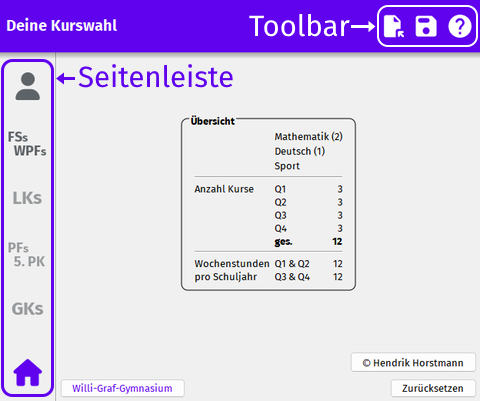 Deine Kurswahl
Toolbar
?
Seitenleiste
FSs
WPFs
LKs
PFs
5. PK
GKs
Übersicht
Mathematik (2)
Deutsch (1)
Sport
Anzahl Kurse Q1 3
Q2 3
Q3 3
Q4 3
ges. 12
Wochenstunden Q1 & Q2 12
pro Schuljahr Q3 & Q4 12
© Hendrik Horstmann
Willi-Graf-Gymnasium
Zurücksetzen